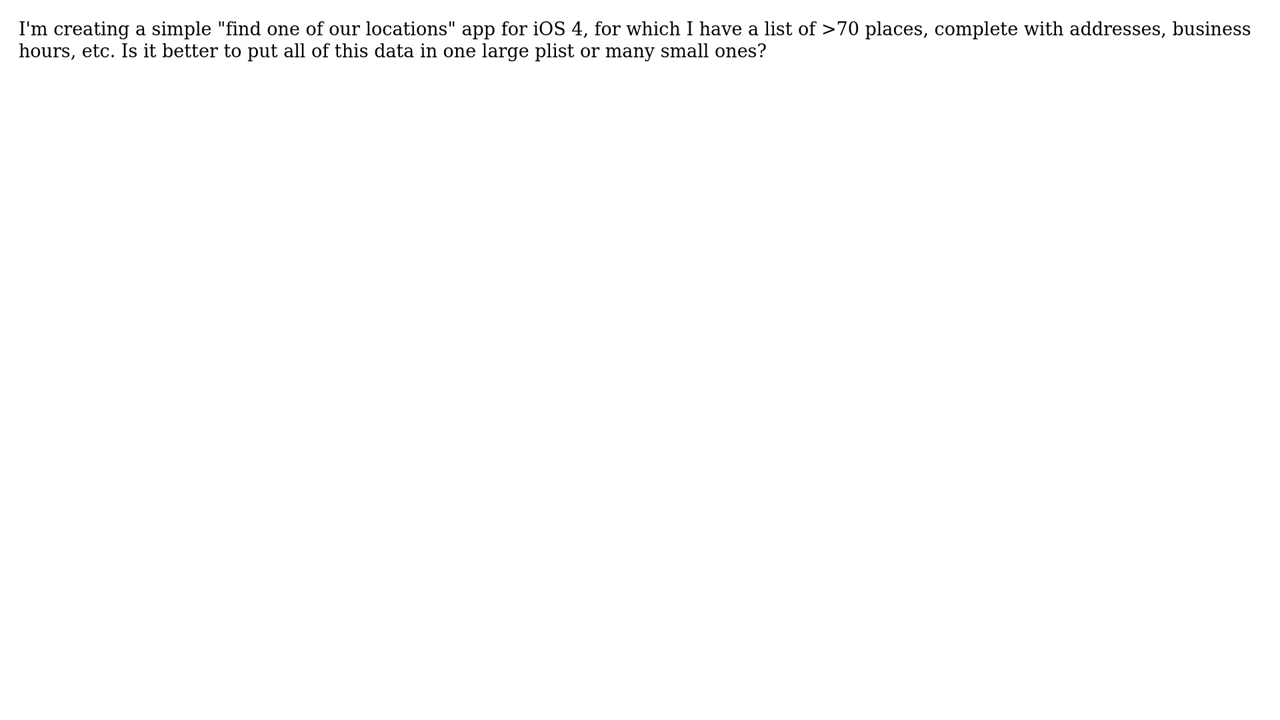 I'm creating a simple "find one of our locations" app for iOS 4, for which I have a list of >70 places, complete with addresses, business
hours, etc. Is it better to put all of this data in one large plist or many small ones?